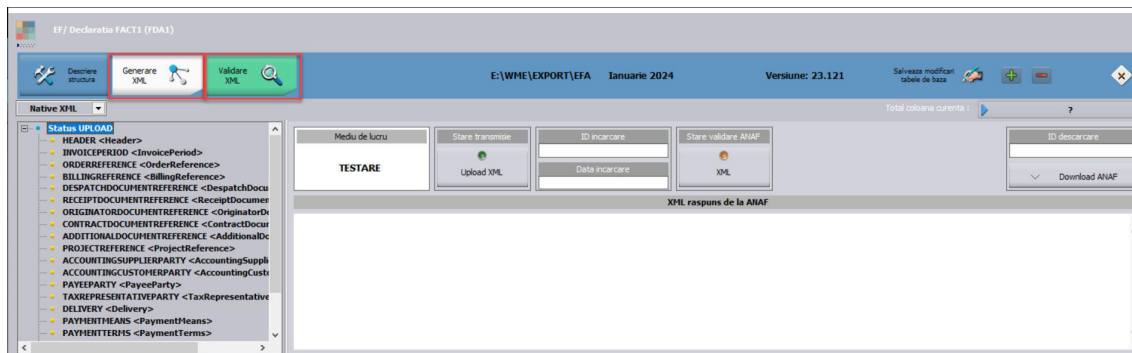 EF/ Declaratia FACT1 (FDA1)
Descriere structura
Generare XML
Validare XML
E:\WME\EXPORT\EFA Ianuarie 2024 Versiune: 23.121
Salveaza modificari tabele de baza
Native XML
Total coloana curenta :
?
Status UPLOAD
HEADER <Header>
INVOICEPERIOD <InvoicePeriod>
ORDERREFERENCE <OrderReference>
BILLINGREFERENCE <BillingReference>
DESPATCHDOCUMENTREFERENCE <DespatchDocu
RECEIPTDOCUMENTREFERENCE <ReceiptDocumen
ORIGINATORDOCUMENTREFERENCE <OriginatorDo
CONTRACTDOCUMENTREFERENCE <ContractDocur
ADDITIONALDOCUMENTREFERENCE <AdditionalDo
PROJECTREFERENCE <ProjectReference>
ACCOUNTINGSUPPLIERPARTY <AccountingSuppli
ACCOUNTINGCUSTOMERPARTY <AccountingCusto
PAYEEPARTY <PayeeParty>
TAXREPRESENTATIVEPARTY <TaxRepresentative
DELIVERY <Delivery>
PAYMENTMEANS <PaymentMeans>
PAYMENTTERMS <PaymentTerms>
Mediu de lucru
TESTARE
Stare transmisie
Upload XML
ID incarcare
Data incarcare
Stare validare ANAF
XML
ID descarcare
Download ANAF
XML raspuns de la ANAF